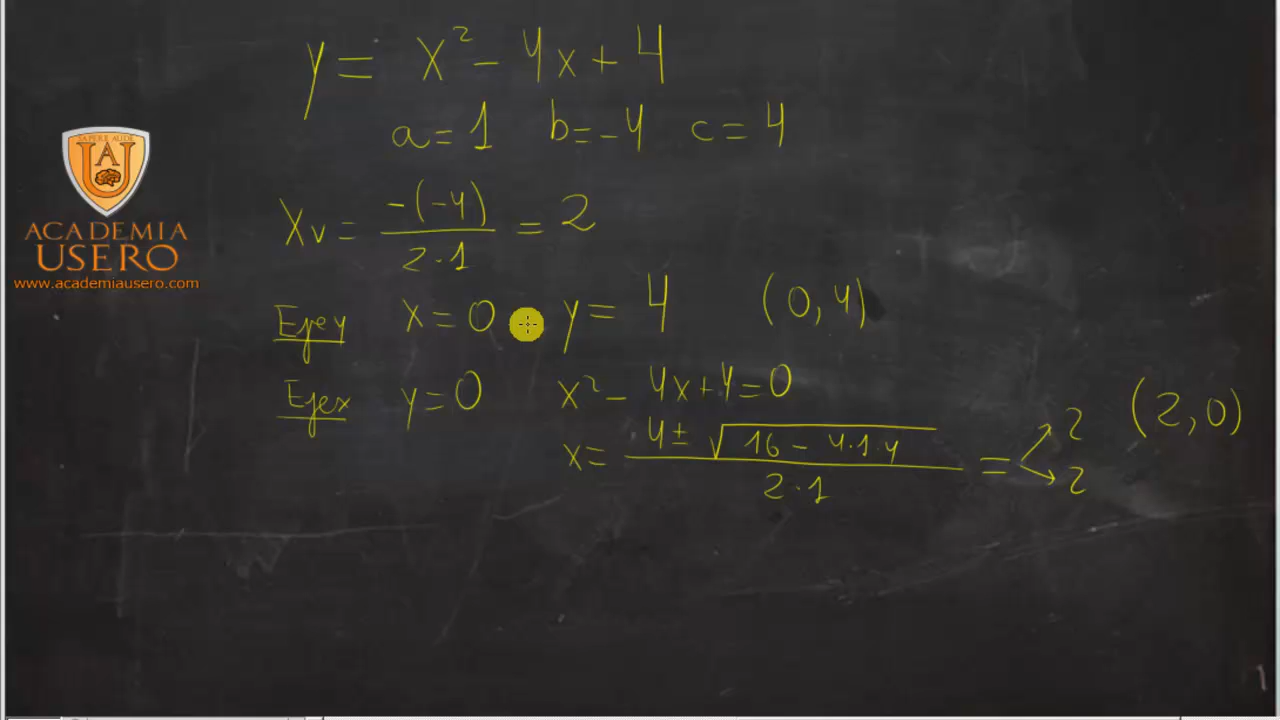 y = x² - 4x + 4
a = 1 b = -4 c = 4
SAPERE AUDE
UA
ACADEMIA
USERO
www.academiausero.com
Xv = -(-4) / 2·1 = 2
Eje y x = 0 y = 4 (0,4)
Eje x y = 0 x² - 4x + 4 = 0
x = 4 ± √16 - 4·1·4 / 2·1 = 2 2 (2,0)
1